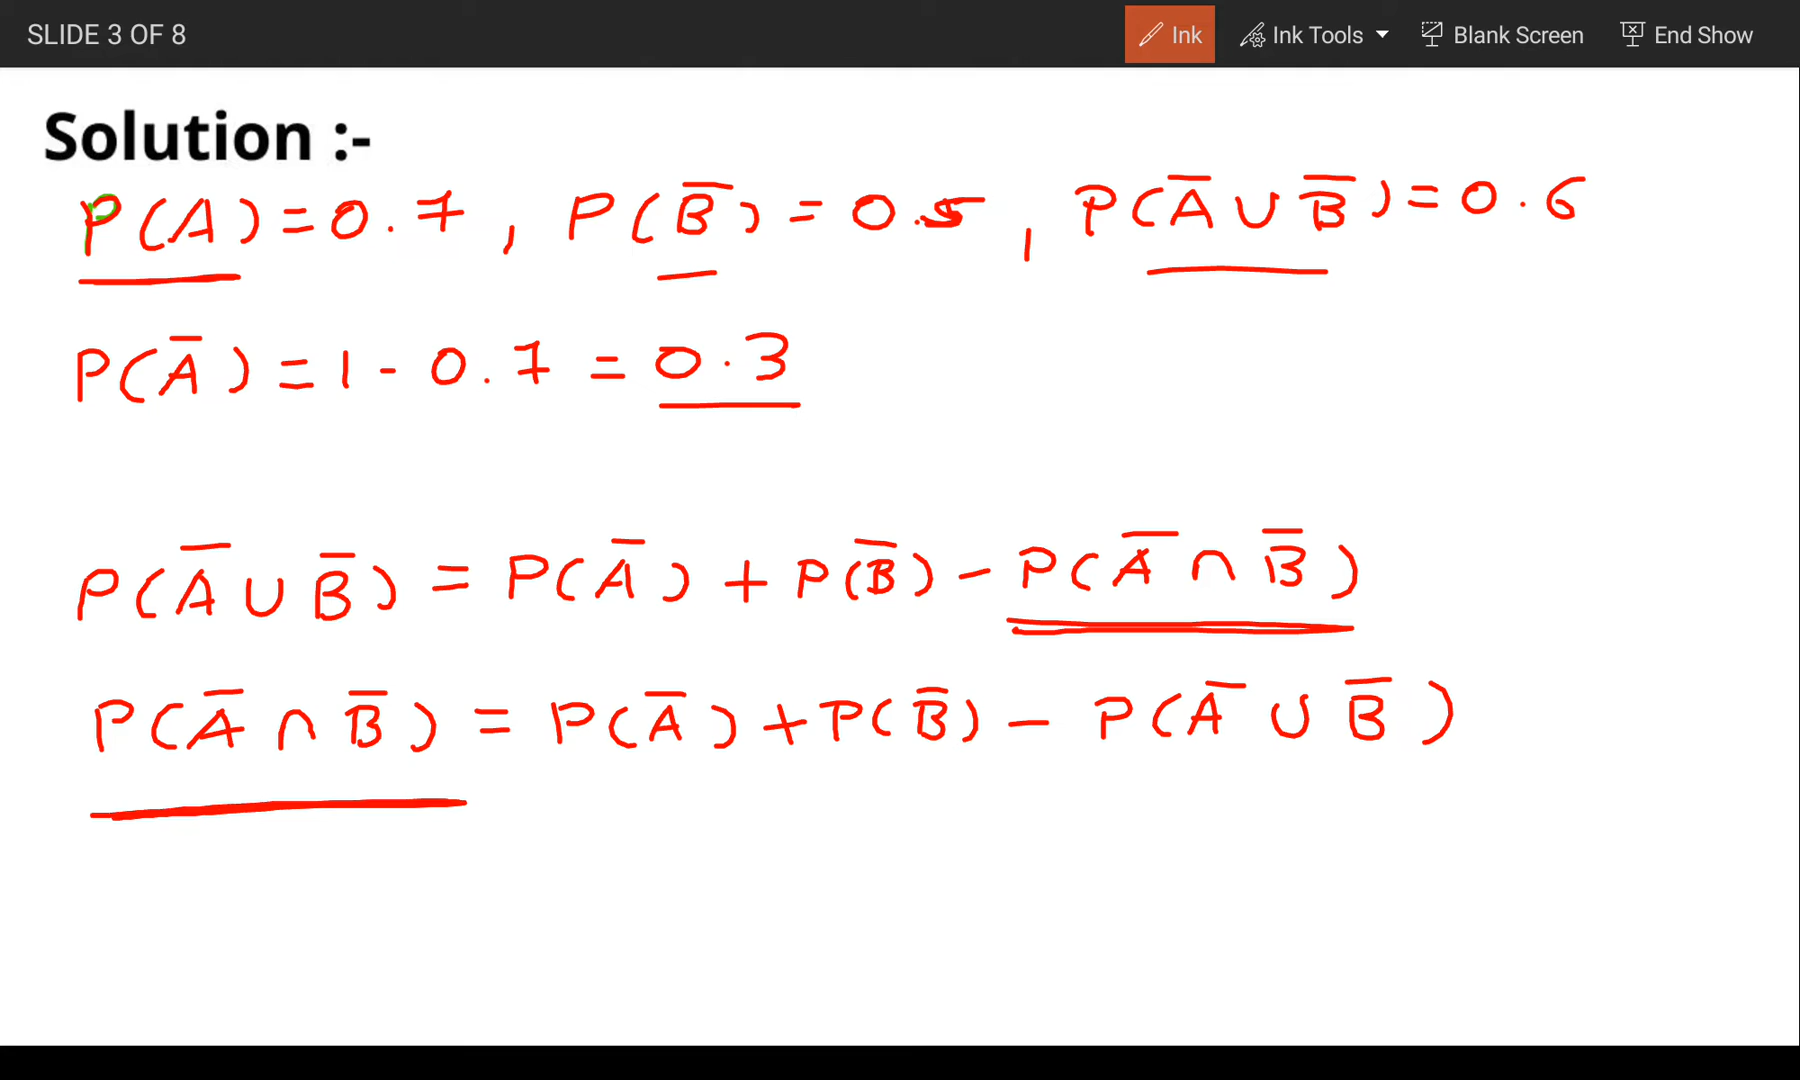 SLIDE 3 OF 8 Ink Ink Tools Blank Screen End Show
Solution :-
P(A) = 0.7 , P(B̅) = 0.5 , P(A̅ ∪ B̅) = 0.6
P(A̅) = 1 - 0.7 = 0.3
P(A̅ ∪ B̅) = P(A̅) + P(B̅) - P(A̅ ∩ B̅)
P(A̅ ∩ B̅) = P(A̅) + P(B̅) - P(A̅ ∪ B̅)